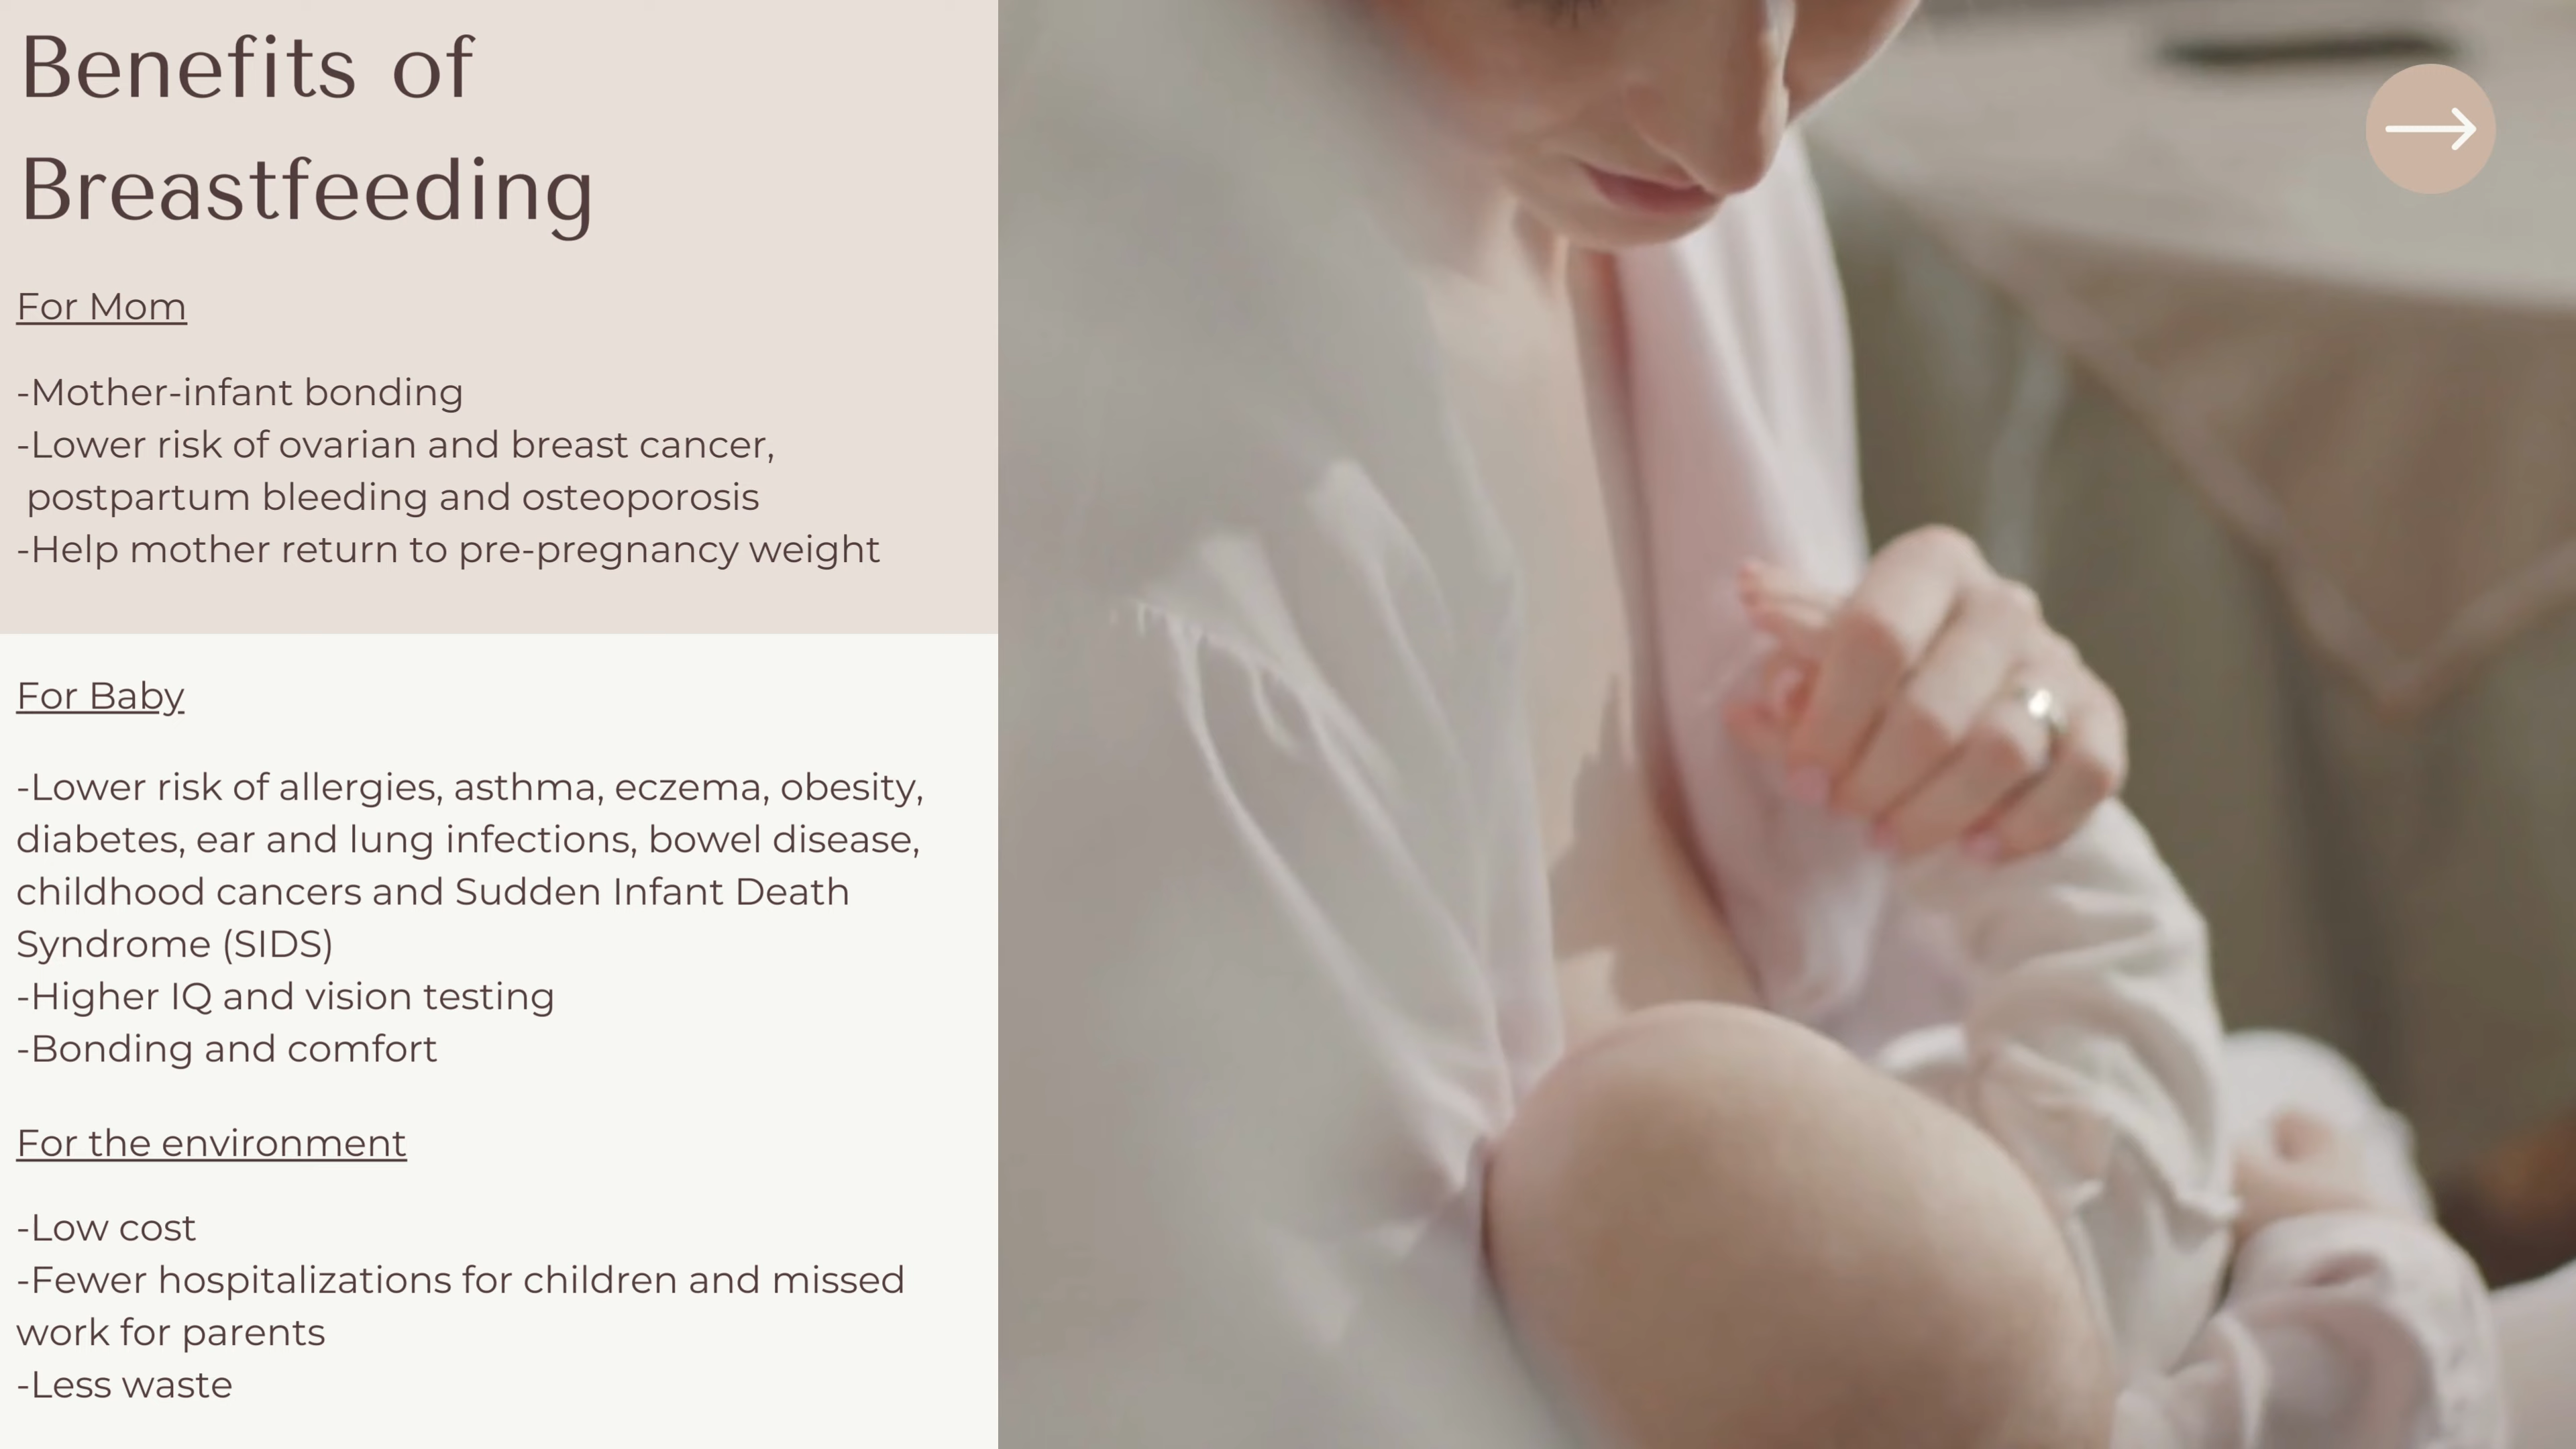 Benefits of
Breastfeeding
For Mom
-Mother-infant bonding
-Lower risk of ovarian and breast cancer,
postpartum bleeding and osteoporosis
-Help mother return to pre-pregnancy weight
For Baby
-Lower risk of allergies, asthma, eczema, obesity,
diabetes, ear and lung infections, bowel disease,
childhood cancers and Sudden Infant Death
Syndrome (SIDS)
-Higher IQ and vision testing
-Bonding and comfort
For the environment
-Low cost
-Fewer hospitalizations for children and missed
work for parents
-Less waste